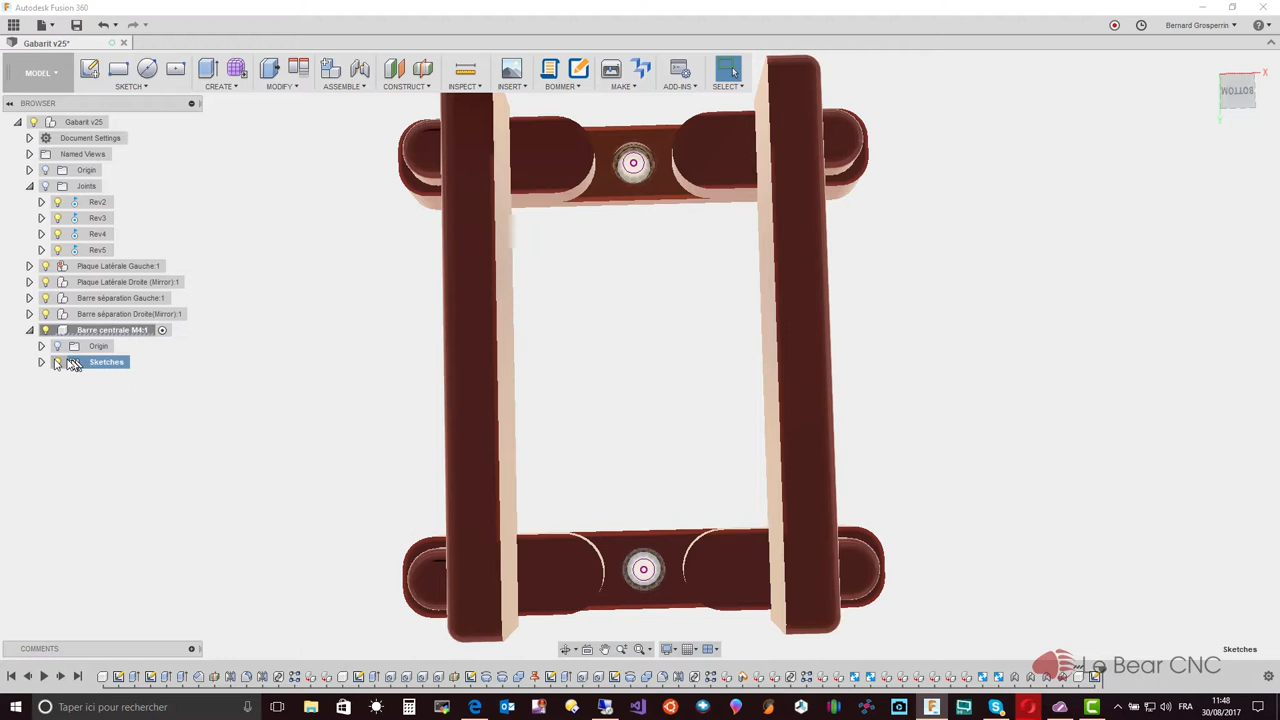 Autodesk Fusion 360
Bernard Grosperrin
Gabarit v25*
MODEL
SKETCH
CREATE
MODIFY
ASSEMBLE
CONSTRUCT
INSPECT
INSERT
BOMMER
MAKE
ADD-INS
SELECT
X
BOTTOM
Y
BROWSER
Gabarit v25
Document Settings
Named Views
Origin
Joints
Rev2
Rev3
Rev4
Rev5
Plaque Latérale Gauche:1
Plaque Latérale Droite (Mirror):1
Barre séparation Gauche:1
Barre séparation Droite(Mirror):1
Barre centrale M4:1
Origin
Sketches
COMMENTS
Sketches
Le Bear CNC
Taper ici pour rechercher
FRA
11:48
30/08/2017